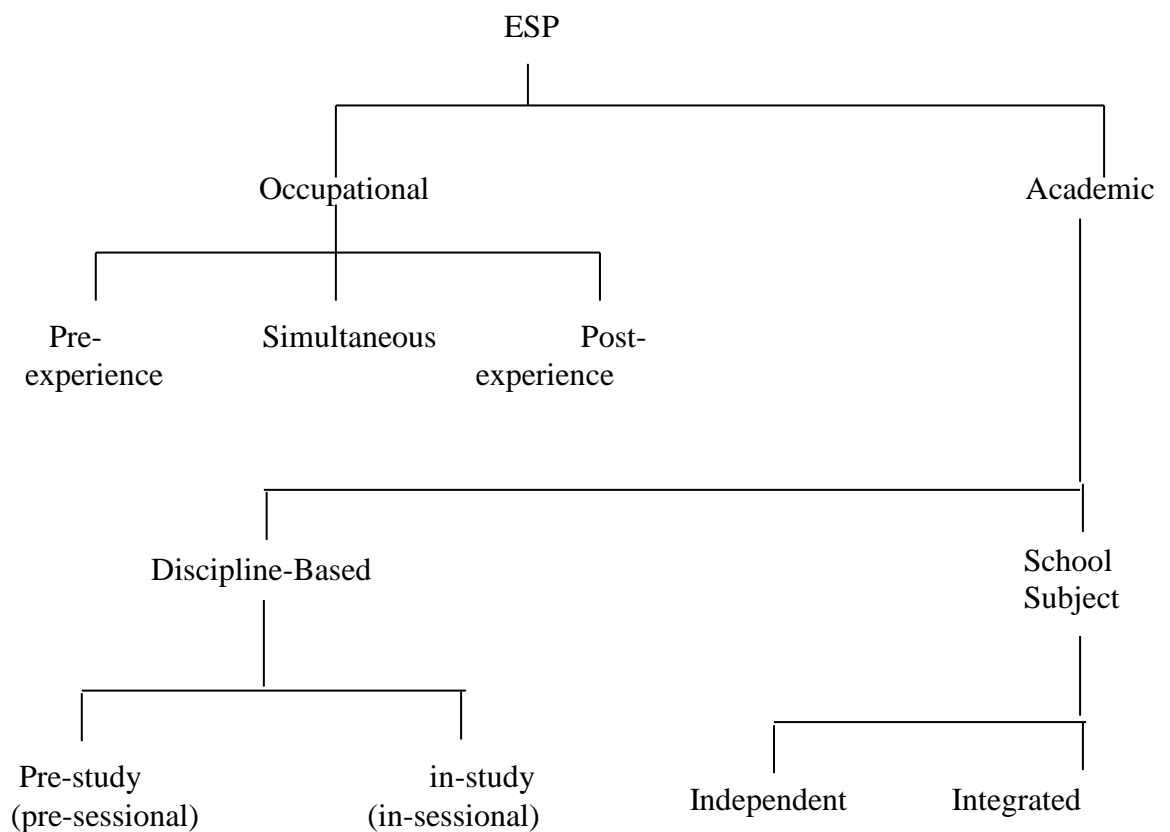 ESP
Occupational
Academic
Pre-
experience
Simultaneous
Post-
experience
Discipline-Based
School
Subject
Pre-study
(pre-sessional)
in-study
(in-sessional)
Independent
Integrated